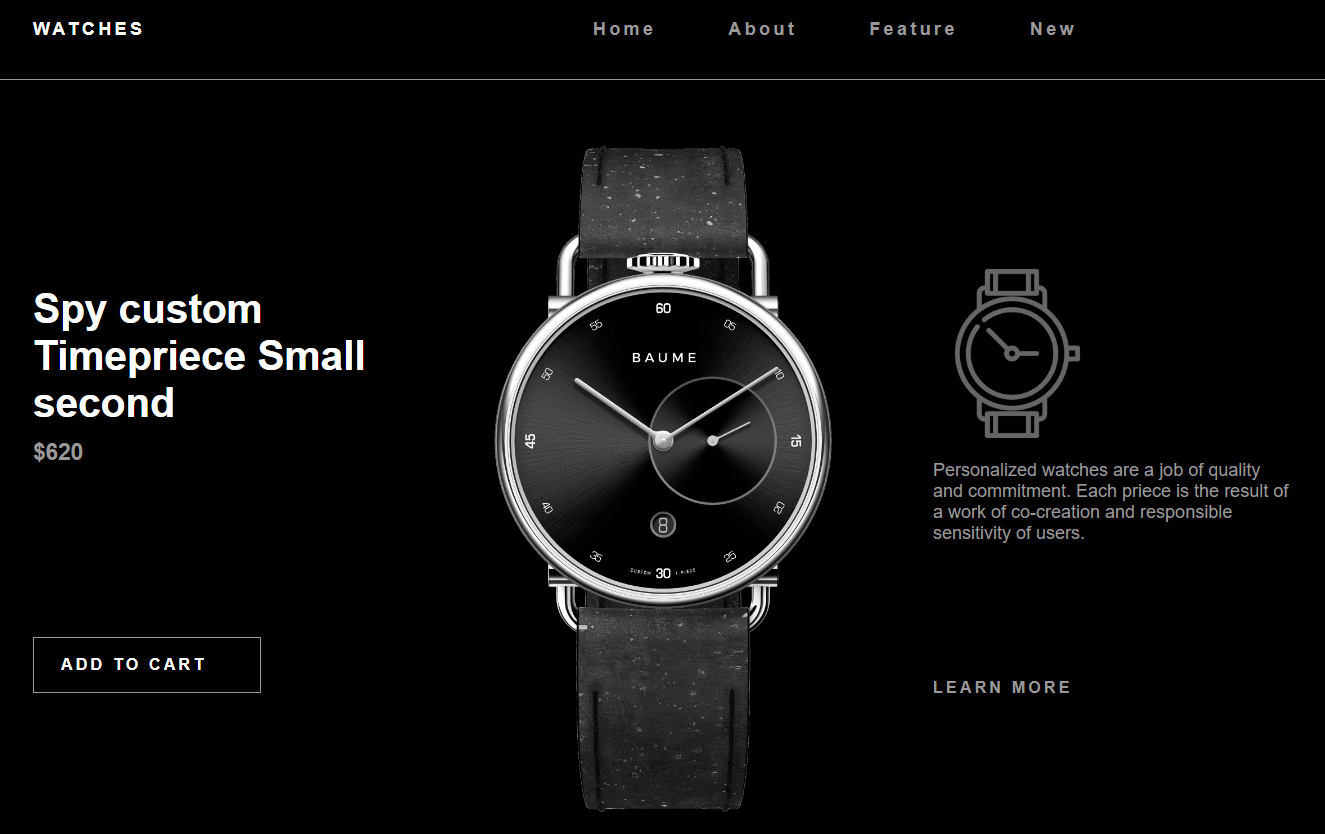 WATCHES
Home
About
Feature
New
Spy custom
Timepriece Small
second
$620
ADD TO CART
60
05
10
15
20
25
30
35
40
45
50
55
BAUME
8
CUSTOM
Personalized watches are a job of quality
and commitment. Each priece is the result of
a work of co-creation and responsible
sensitivity of users.
LEARN MORE